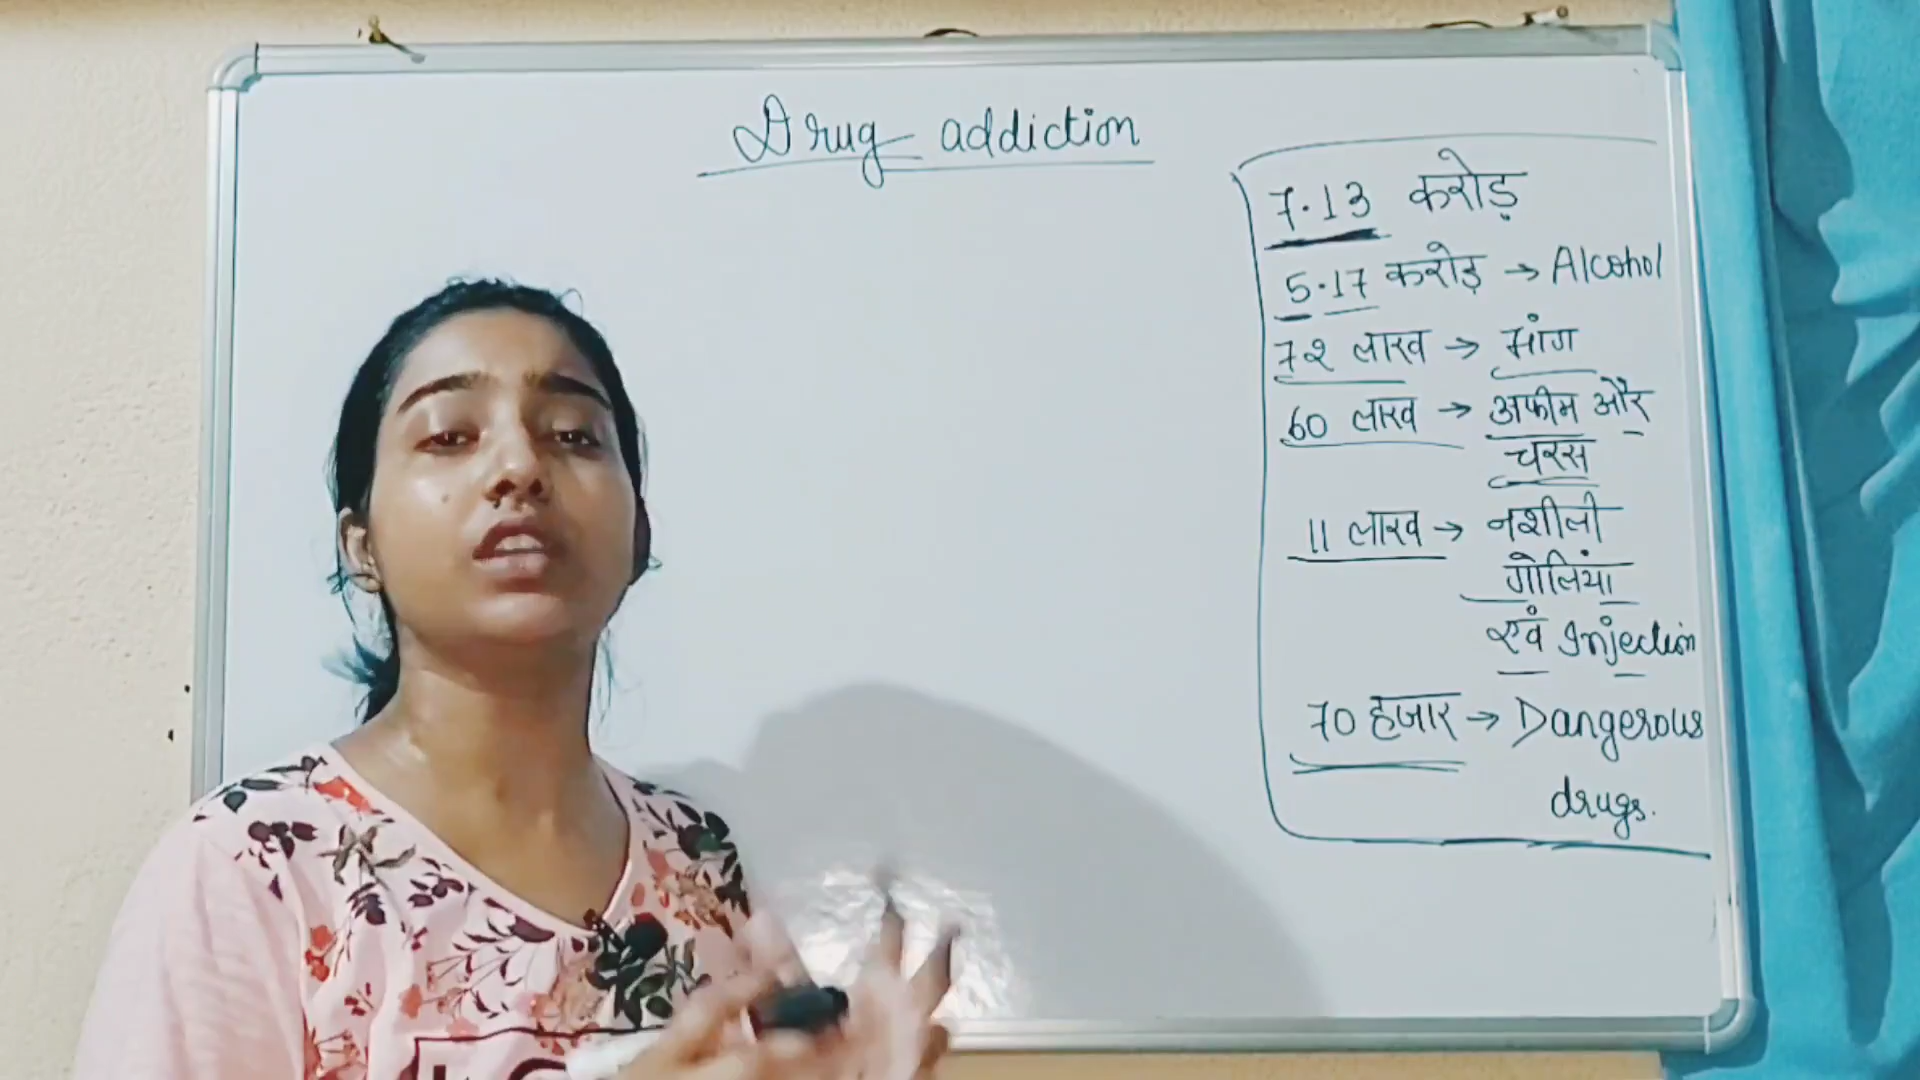 Drug addiction
7.13 करोड़
5.17 करोड़ → Alcohol
72 लाख → भांग
60 लाख → अफीम और
चरस
11 लाख → नशीली
गोलियां
एवं Injection
70 हजार → Dangerous
drugs.